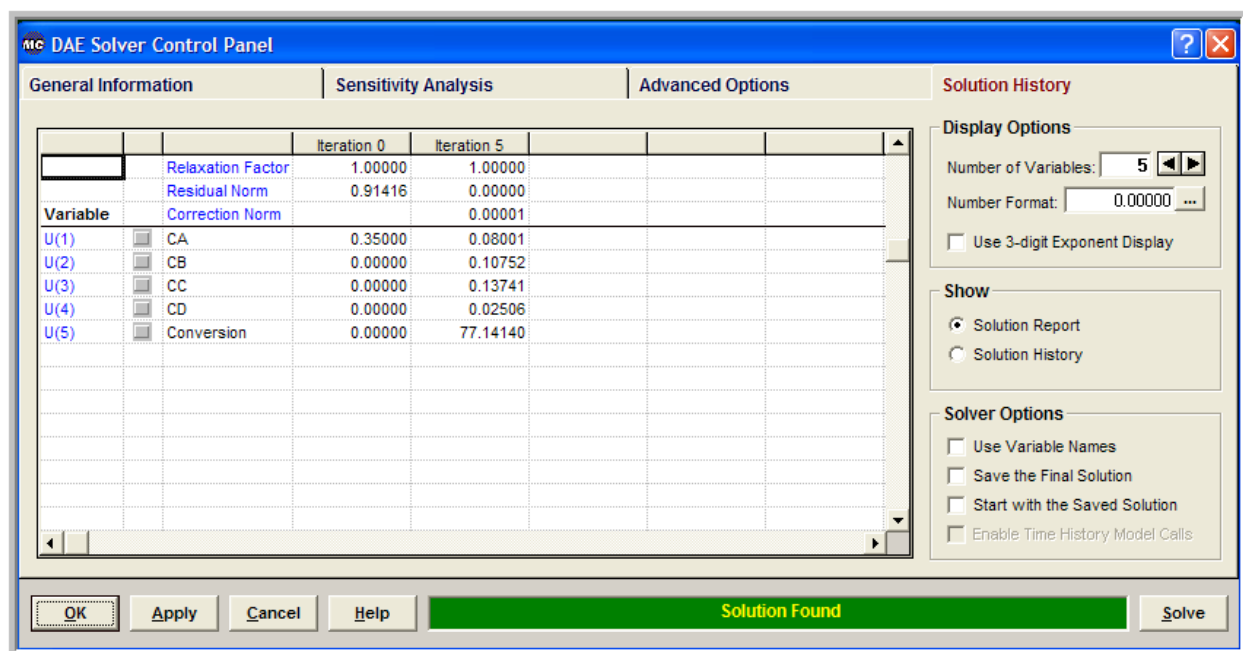 MC DAE Solver Control Panel
General Information Sensitivity Analysis Advanced Options Solution History
Iteration 0 Iteration 5
Relaxation Factor 1.00000 1.00000
Residual Norm 0.91416 0.00000
Variable Correction Norm 0.00001
U(1) CA 0.35000 0.08001
U(2) CB 0.00000 0.10752
U(3) CC 0.00000 0.13741
U(4) CD 0.00000 0.02506
U(5) Conversion 0.00000 77.14140
Display Options
Number of Variables: 5
Number Format: 0.00000 ...
Use 3-digit Exponent Display
Show
Solution Report
Solution History
Solver Options
Use Variable Names
Save the Final Solution
Start with the Saved Solution
Enable Time History Model Calls
OK Apply Cancel Help Solution Found Solve